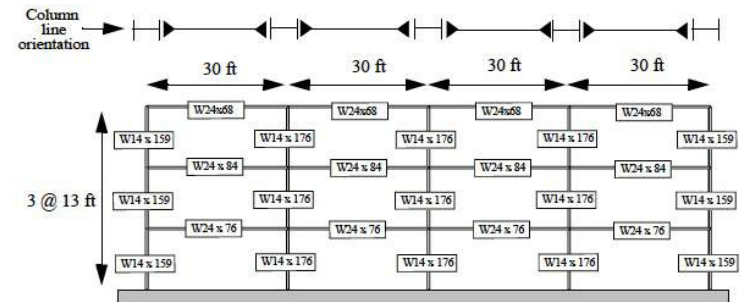 Column
line
orientation
30 ft 30 ft 30 ft 30 ft
W24x68 W24x68 W24x68 W24x68
W14 x 159 W14 x 176 W14 x 176 W14 x 176 W14 x 159
W24 x 84 W24 x 84 W24 x 84 W24 x 84
3 @ 13 ft W14 x 159 W14 x 176 W14 x 176 W14 x 176 W14 x 159
W24 x 76 W24 x 76 W24 x 76 W24 x 76
W14 x 159 W14 x 176 W14 x 176 W14 x 176 W14 x 159